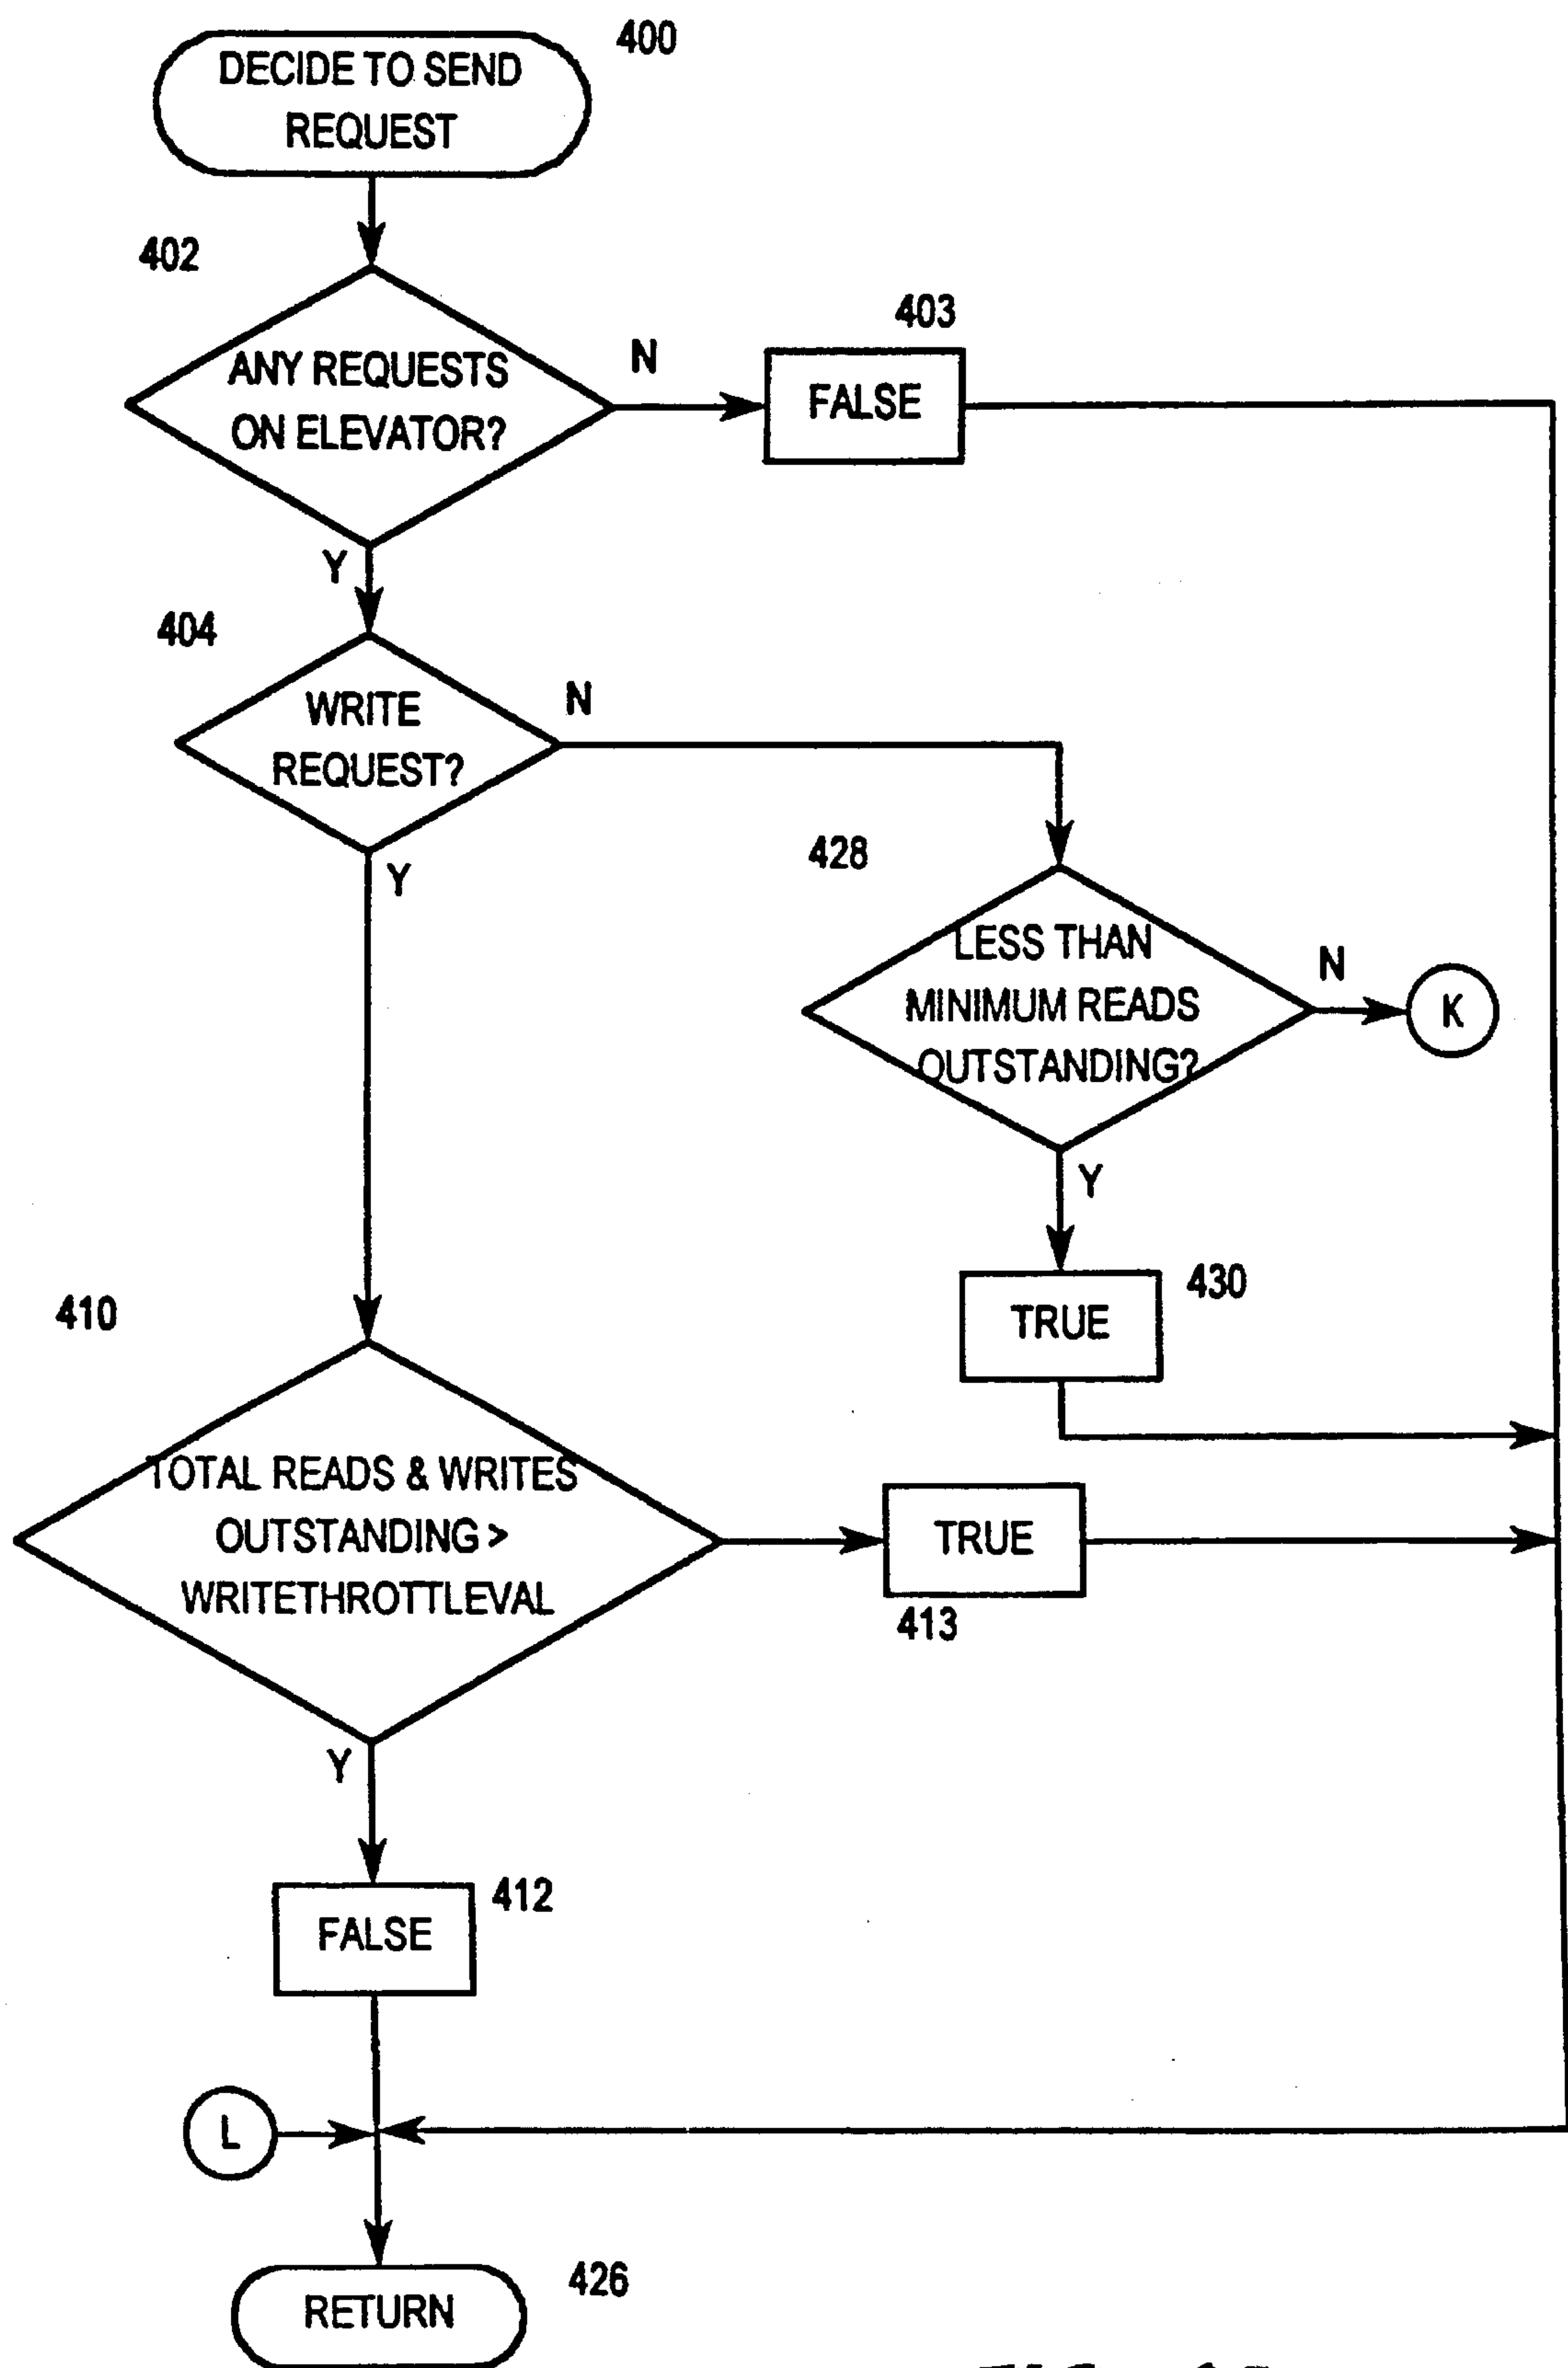 400
DECIDE TO SEND
REQUEST
402
ANY REQUESTS
ON ELEVATOR?
N
403
FALSE
Y
404
WRITE
REQUEST?
N
Y
428
LESS THAN
MINIMUM READS
OUTSTANDING?
N
K
Y
430
TRUE
410
TOTAL READS & WRITES
OUTSTANDING >
WRITETHROTTLEVAL
TRUE
413
Y
412
FALSE
L
426
RETURN